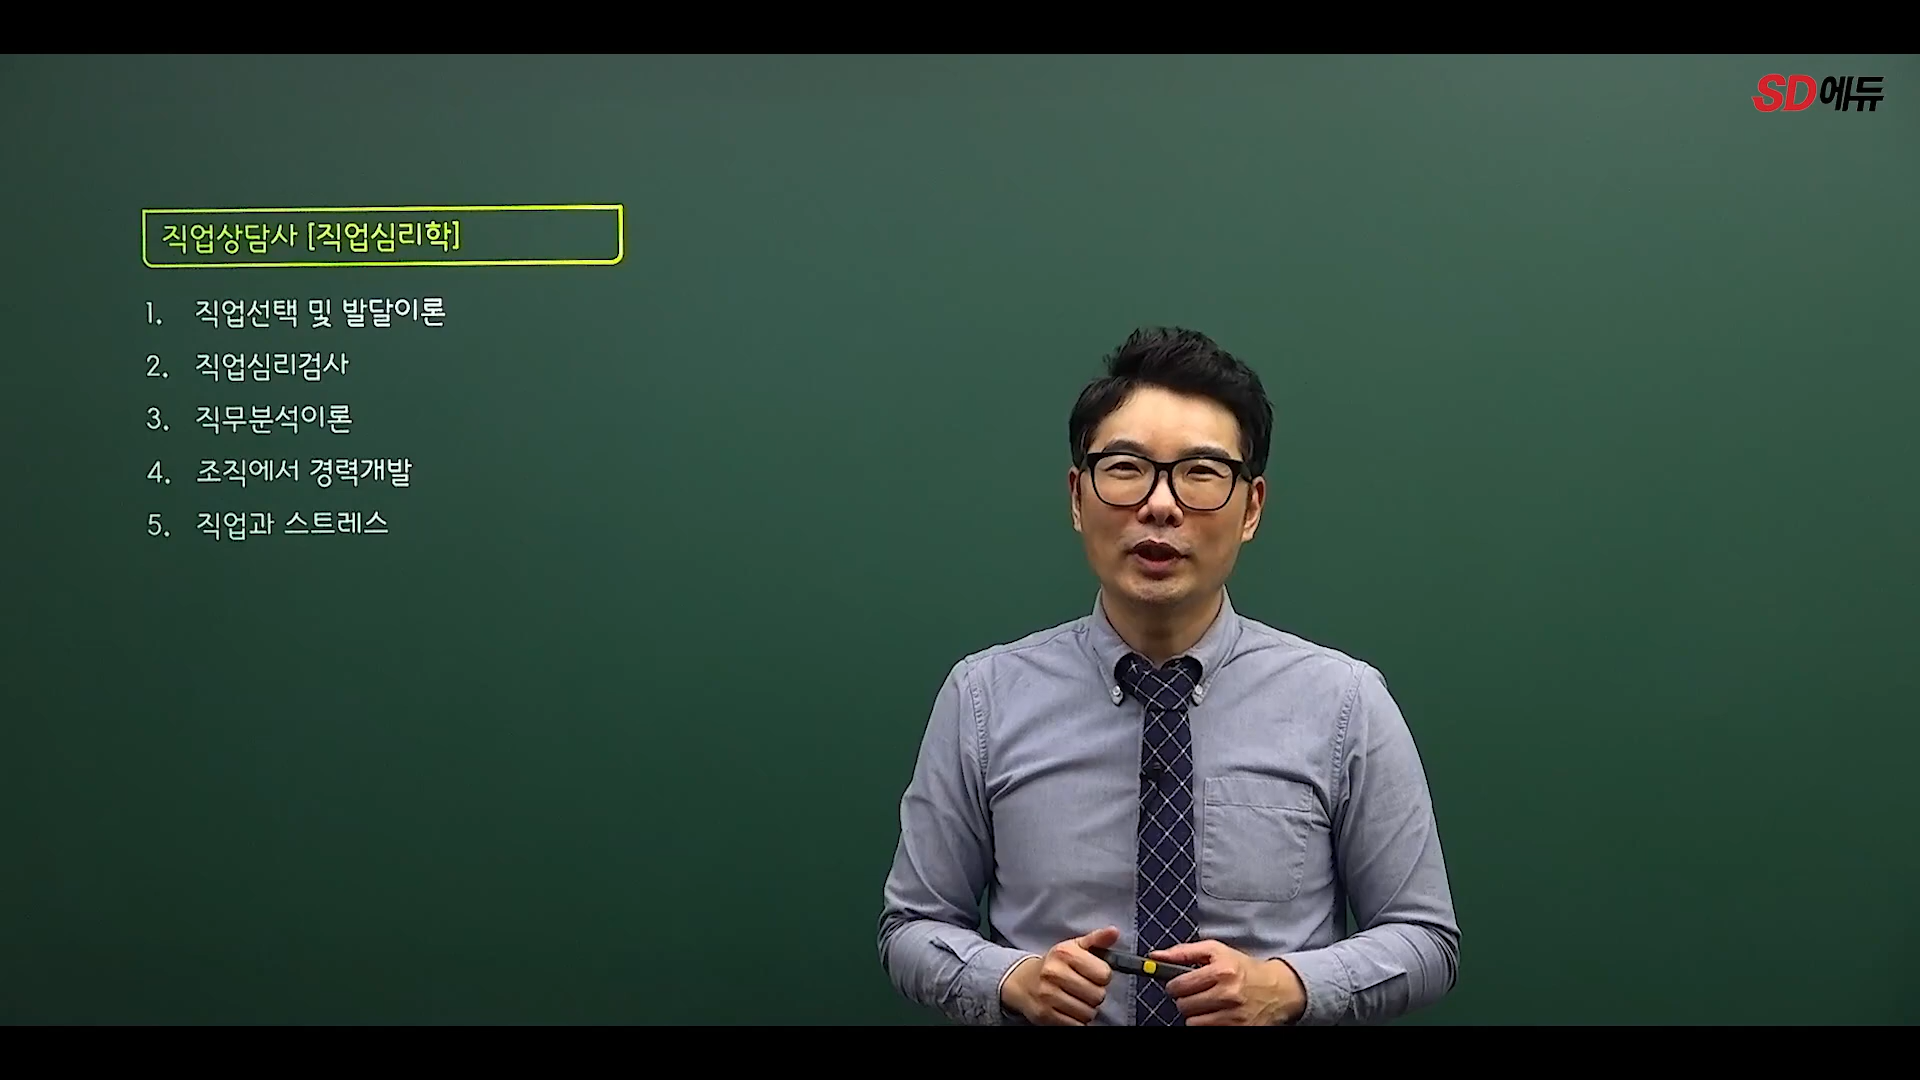 SD에듀
직업상담사 [직업심리학]
1. 직업선택 및 발달이론
2. 직업심리검사
3. 직무분석이론
4. 조직에서 경력개발
5. 직업과 스트레스